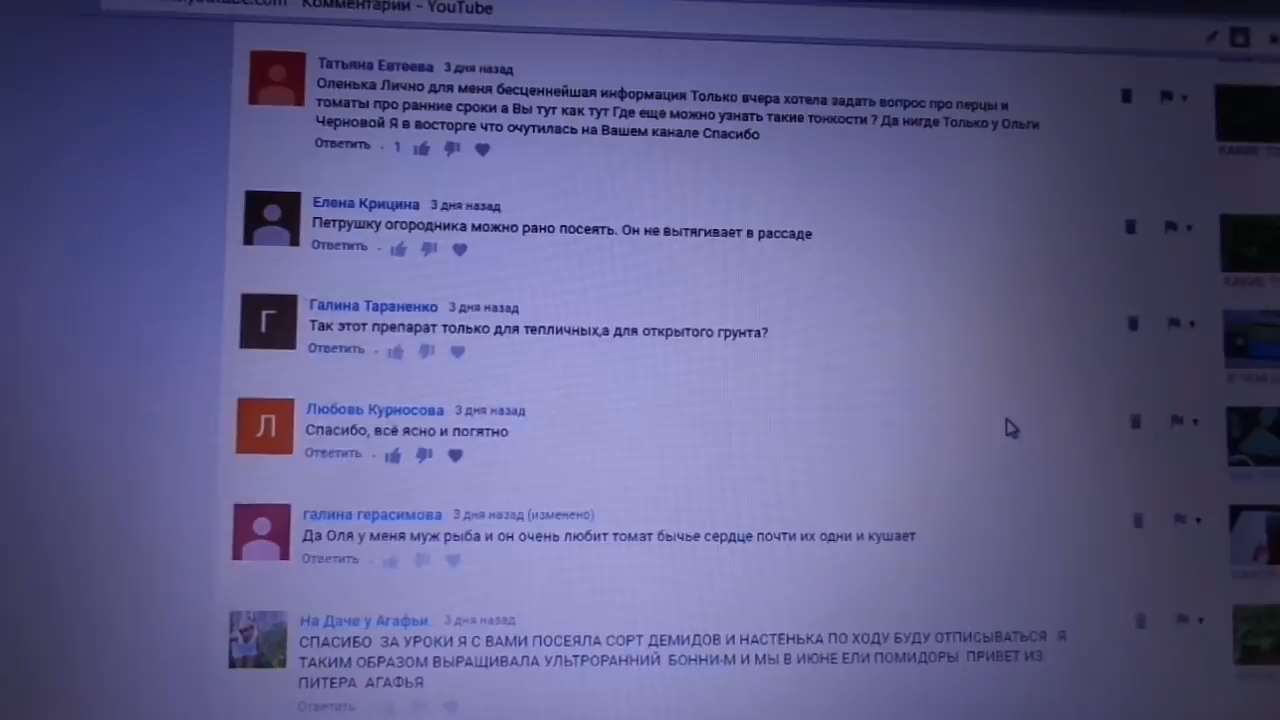 Комментарии - YouTube
Татьяна Евтеева 3 дня назад
Оленька Лично для меня бесценнейшая информация Только вчера хотела задать вопрос про перцы и
томаты про ранние сроки а Вы тут как тут Где еще можно узнать такие тонкости ? Да нигде Только у Ольги
Черновой Я в восторге что очутилась на Вашем канале Спасибо
Ответить · 1
Елена Крицина 3 дня назад
Петрушку огородника можно рано посеять. Он не вытягивает в рассаде
Ответить ·
Галина Тараненко 3 дня назад
Так этот препарат только для тепличных,а для открытого грунта?
Ответить ·
Г
Любовь Курносова 3 дня назад
Спасибо, всё ясно и погятно
Ответить ·
Л
галина герасимова 3 дня назад (изменено)
Да Оля у меня муж рыба и он очень любит томат бычье сердце почти их одни и кушает
Ответить ·
На Даче у Агафьи. 3 дня назад
СПАСИБО ЗА УРОКИ Я С ВАМИ ПОСЕЯЛА СОРТ ДЕМИДОВ И НАСТЕНЬКА ПО ХОДУ БУДУ ОТПИСЫВАТЬСЯ Я
ТАКИМ ОБРАЗОМ ВЫРАЩИВАЛА УЛЬТРОРАННИЙ БОННИ-М И МЫ В ИЮНЕ ЕЛИ ПОМИДОРЫ ПРИВЕТ ИЗ
ПИТЕРА АГАФЬЯ
Ответить